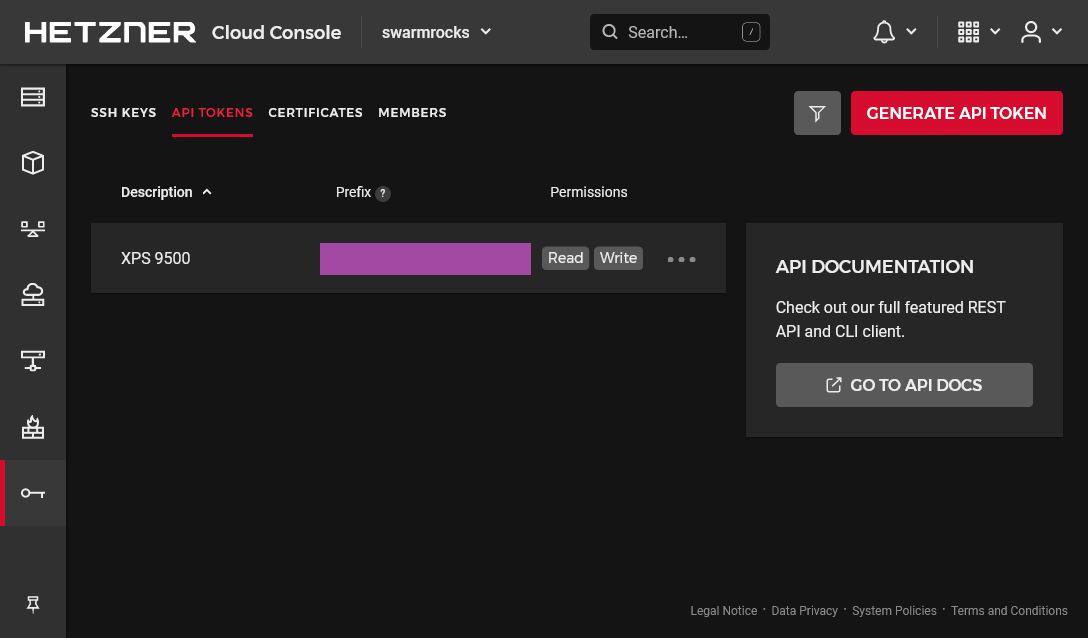 HETZNER Cloud Console swarmrocks Search... /
SSH KEYS API TOKENS CERTIFICATES MEMBERS GENERATE API TOKEN
Description Prefix ? Permissions
XPS 9500 Read Write
API DOCUMENTATION
Check out our full featured REST
API and CLI client.
GO TO API DOCS
Legal Notice · Data Privacy · System Policies · Terms and Conditions